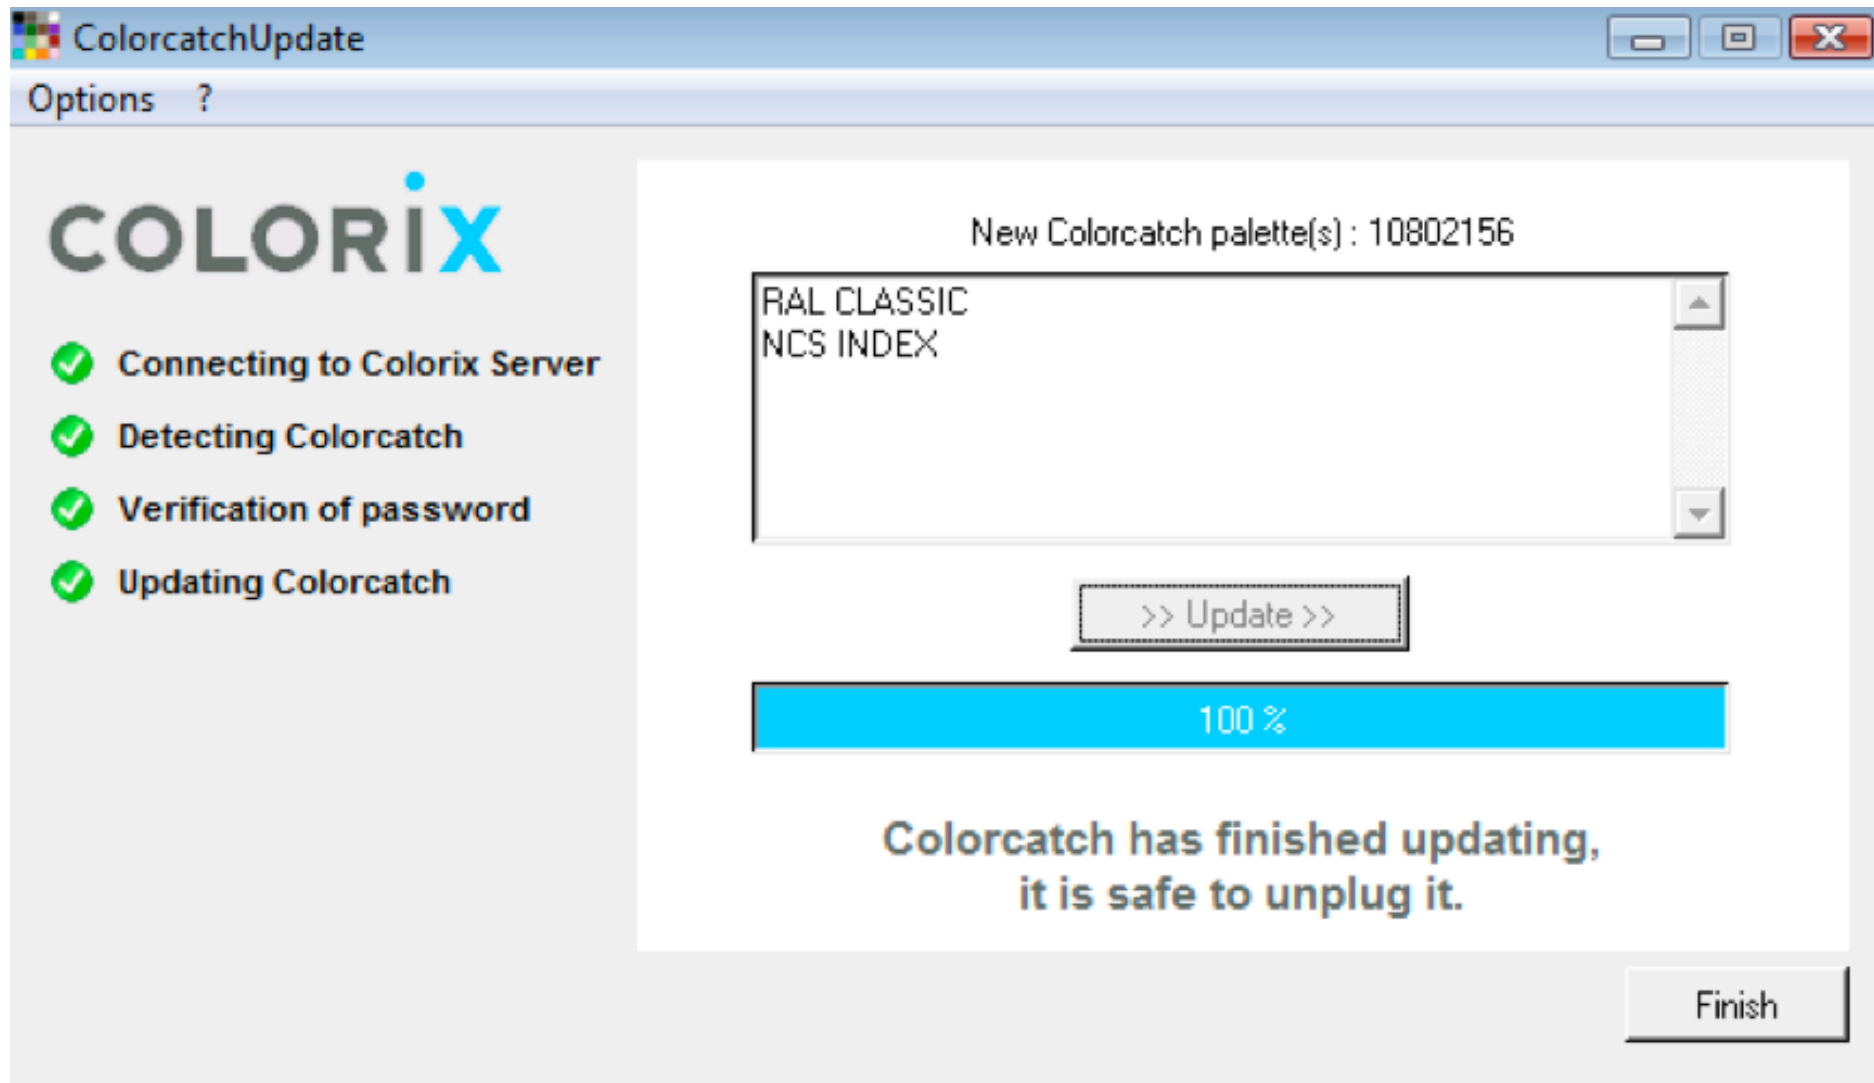 ColorcatchUpdate
Options ?
COLORiX
Connecting to Colorix Server
Detecting Colorcatch
Verification of password
Updating Colorcatch
New Colorcatch palette(s) : 10802156
RAL CLASSIC
NCS INDEX
>> Update >>
100 %
Colorcatch has finished updating,
it is safe to unplug it.
Finish